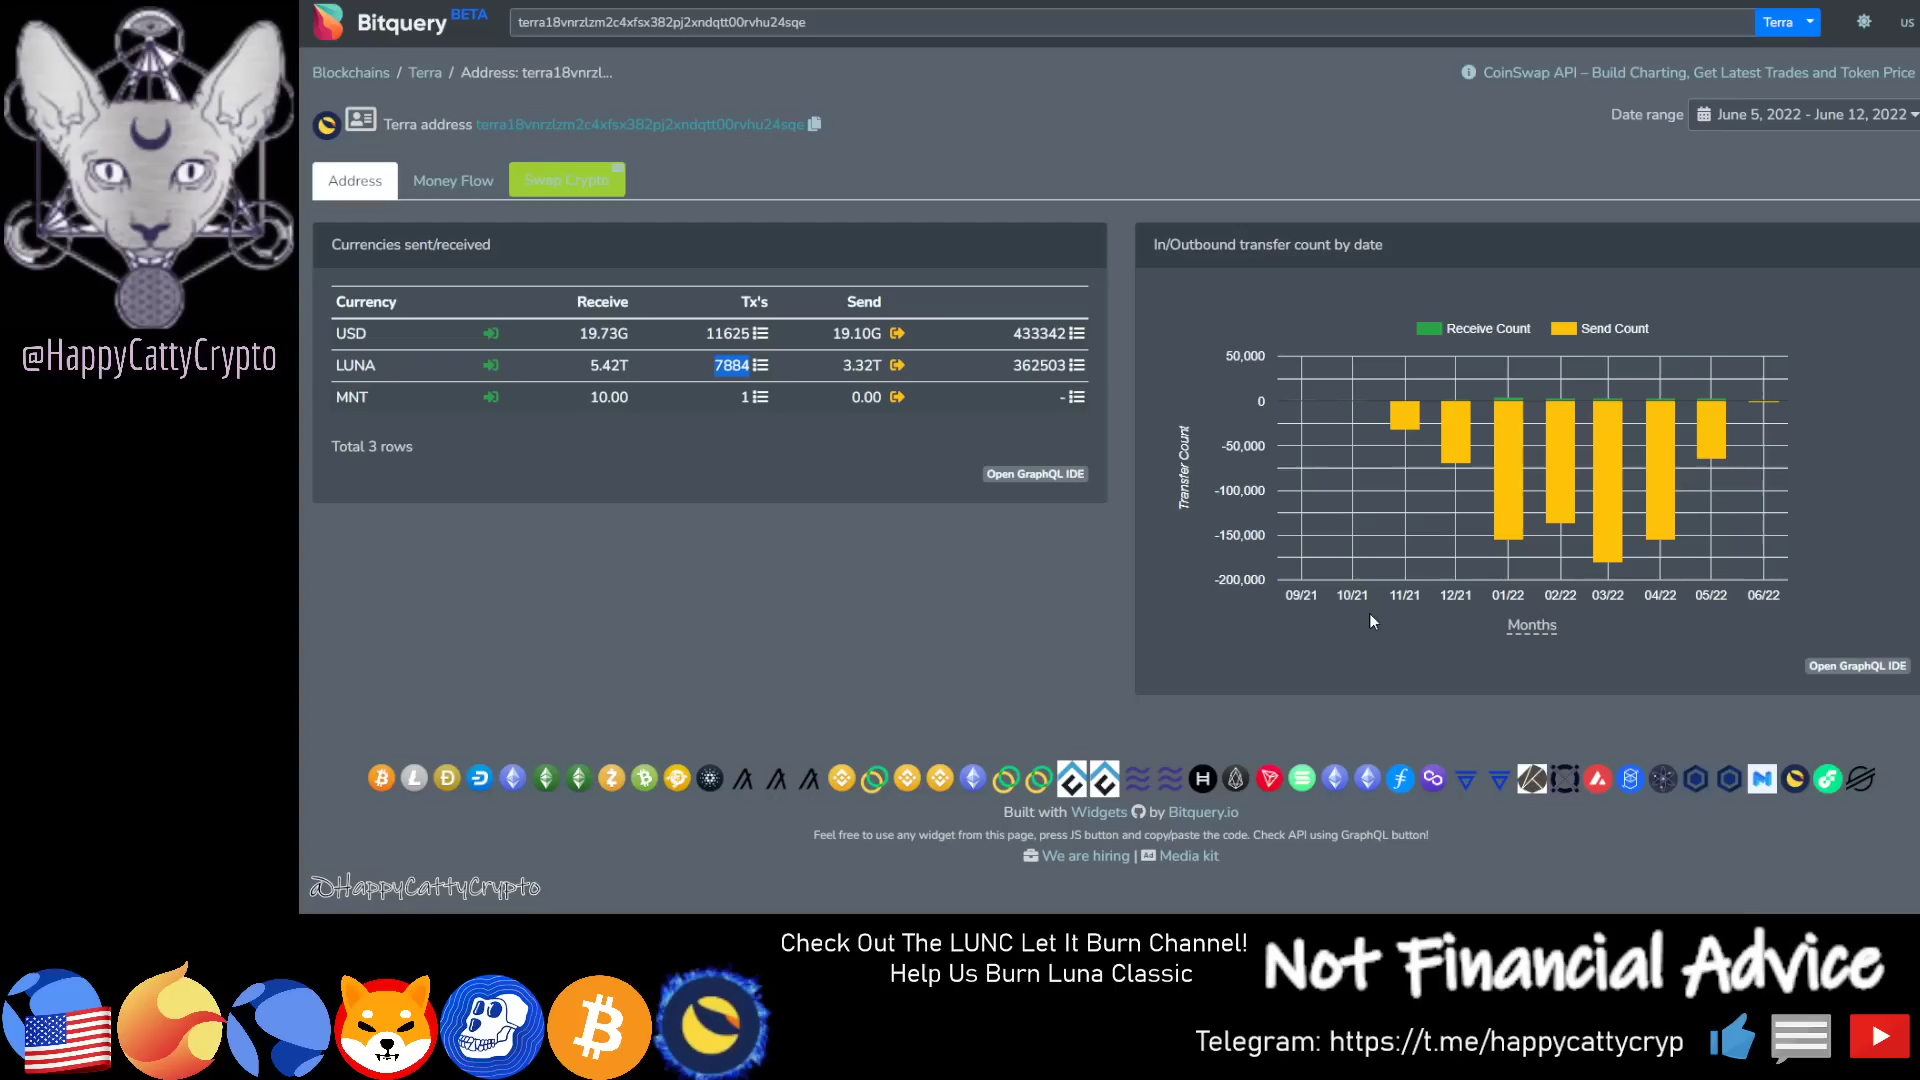 Bitquery BETA
terra18vnrzlzm2c4xfsx382pj2xndqtt00rvhu24sqe
Terra
US
Blockchains / Terra / Address: terra18vnrzl...
CoinSwap API – Build Charting, Get Latest Trades and Token Price
Terra address terra18vnrzlzm2c4xfsx382pj2xndqtt00rvhu24sqe
Date range June 5, 2022 - June 12, 2022
Address Money Flow Swap Crypto
Currencies sent/received
Currency Receive Tx's Send
USD 19.73G 11625 19.10G 433342
LUNA 5.42T 7884 3.32T 362503
MNT 10.00 1 0.00 -
Total 3 rows
Open GraphQL IDE
In/Outbound transfer count by date
Receive Count Send Count
50,000
0
-50,000
-100,000
-150,000
-200,000
Transfer Count
09/21 10/21 11/21 12/21 01/22 02/22 03/22 04/22 05/22 06/22
Months
Open GraphQL IDE
@HappyCattyCrypto
Built with Widgets by Bitquery.io
Feel free to use any widget from this page, press JS button and copy/paste the code. Check API using GraphQL button!
We are hiring | Ad Media kit
@HappyCattyCrypto
Check Out The LUNC Let It Burn Channel!
Help Us Burn Luna Classic
Not Financial Advice
Telegram: https://t.me/happycattycryp